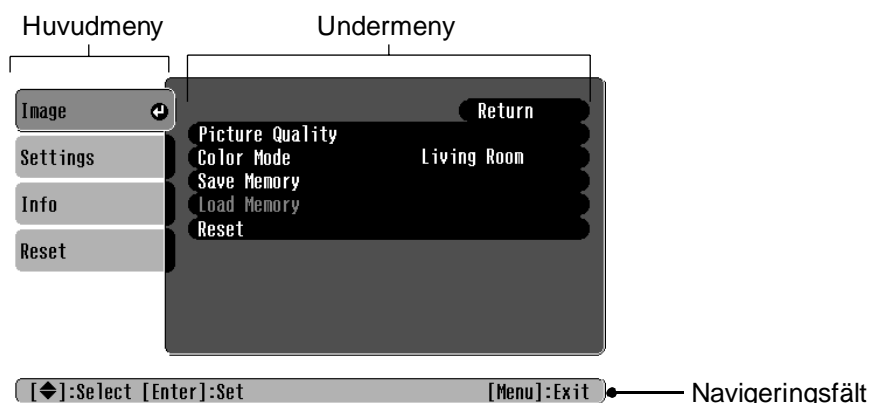 Huvudmeny Undermeny
Image Return
Picture Quality
Settings Color Mode Living Room
Save Memory
Info Load Memory
Reset
Reset
[◆]:Select [Enter]:Set [Menu]:Exit Navigeringsfält